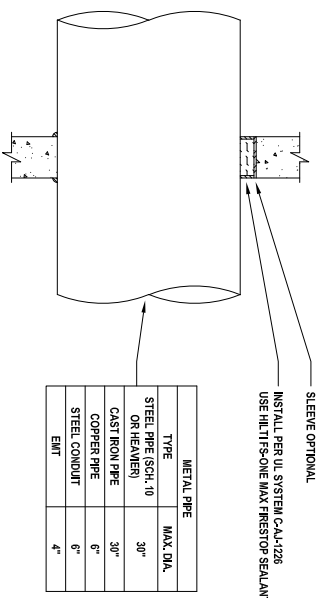 SLEEVE OPTIONAL
INSTALL PER UL SYSTEM C-AJ-1226
USE HILTI FS-ONE MAX FIRESTOP SEALANT
METAL PIPE
TYPE MAX. DIA.
STEEL PIPE (SCH. 10
OR HEAVIER) 30"
CAST IRON PIPE 30"
COPPER PIPE 6"
STEEL CONDUIT 6"
EMT 4"